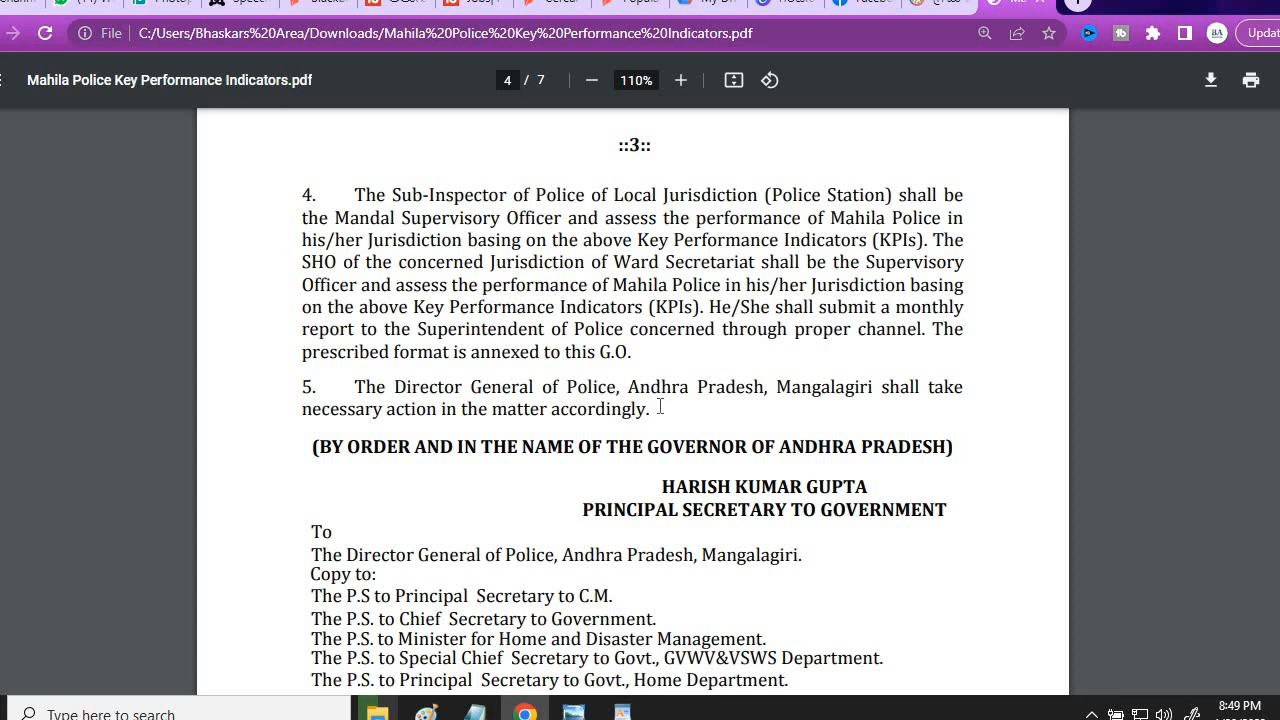 File
C:/Users/Bhaskars%20Area/Downloads/Mahila%20Police%20Key%20Performance%20Indicators.pdf
BA
Updat
Mahila Police Key Performance Indicators.pdf
4 / 7
110%
::3::
4. The Sub-Inspector of Police of Local Jurisdiction (Police Station) shall be
the Mandal Supervisory Officer and assess the performance of Mahila Police in
his/her Jurisdiction basing on the above Key Performance Indicators (KPIs). The
SHO of the concerned Jurisdiction of Ward Secretariat shall be the Supervisory
Officer and assess the performance of Mahila Police in his/her Jurisdiction basing
on the above Key Performance Indicators (KPIs). He/She shall submit a monthly
report to the Superintendent of Police concerned through proper channel. The
prescribed format is annexed to this G.O.
5. The Director General of Police, Andhra Pradesh, Mangalagiri shall take
necessary action in the matter accordingly.
(BY ORDER AND IN THE NAME OF THE GOVERNOR OF ANDHRA PRADESH)
HARISH KUMAR GUPTA
PRINCIPAL SECRETARY TO GOVERNMENT
To
The Director General of Police, Andhra Pradesh, Mangalagiri.
Copy to:
The P.S to Principal Secretary to C.M.
The P.S. to Chief Secretary to Government.
The P.S. to Minister for Home and Disaster Management.
The P.S. to Special Chief Secretary to Govt., GVWV&VSWS Department.
The P.S. to Principal Secretary to Govt., Home Department.
Type here to search
8:49 PM